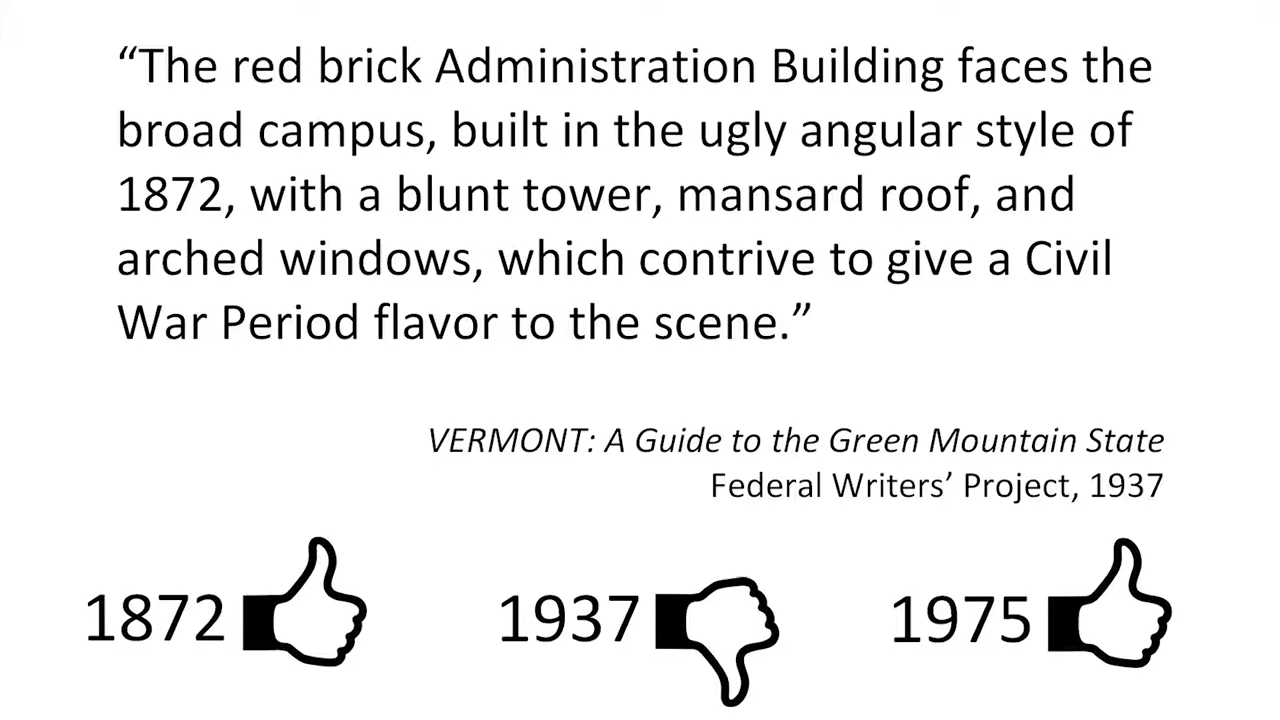 “The red brick Administration Building faces the
broad campus, built in the ugly angular style of
1872, with a blunt tower, mansard roof, and
arched windows, which contrive to give a Civil
War Period flavor to the scene.”
VERMONT: A Guide to the Green Mountain State
Federal Writers’ Project, 1937
1872 1937 1975